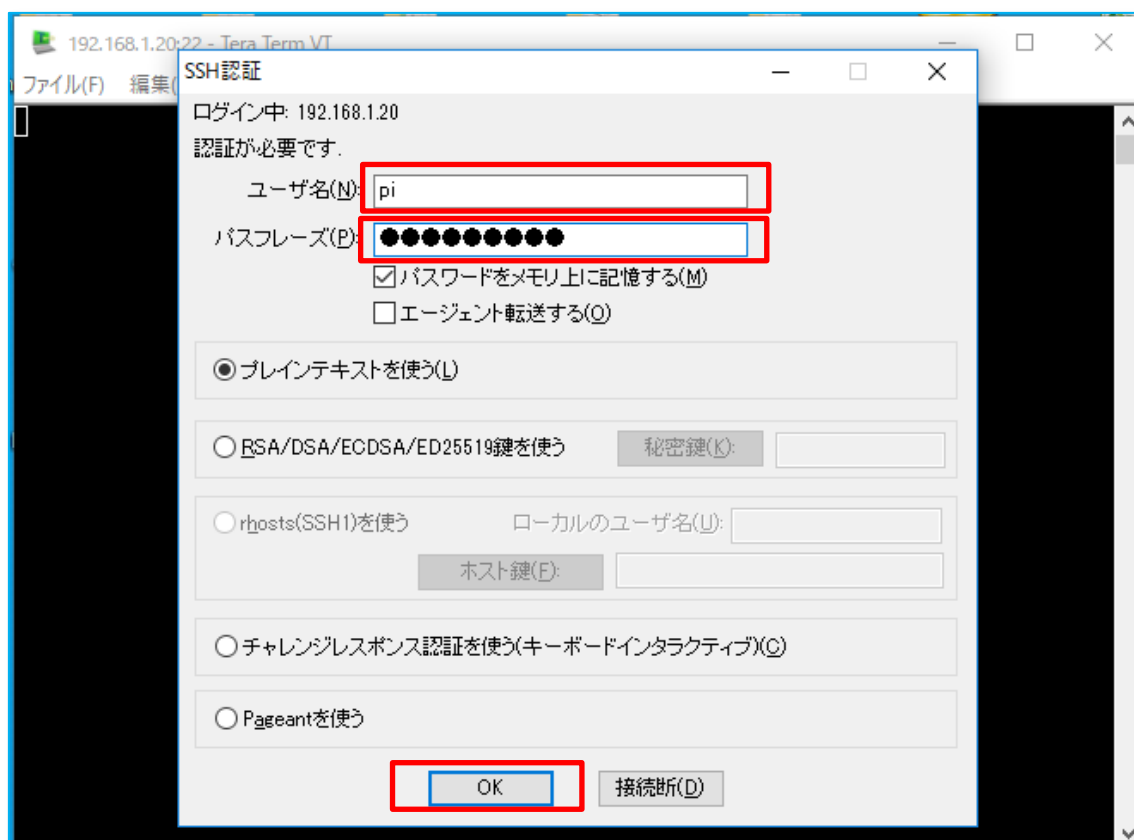 192.168.1.20:22 - Tera Term VT
ファイル(F) 編集(
SSH認証
ログイン中: 192.168.1.20
認証が必要です.
ユーザ名(N): pi
パスフレーズ(P): ●●●●●●●●●
パスワードをメモリ上に記憶する(M)
エージェント転送する(O)
プレインテキストを使う(L)
RSA/DSA/ECDSA/ED25519鍵を使う 秘密鍵(K):
rhosts(SSH1)を使う ローカルのユーザ名(U):
ホスト鍵(F):
チャレンジレスポンス認証を使う(キーボードインタラクティブ)(C)
Pageantを使う
OK 接続断(D)